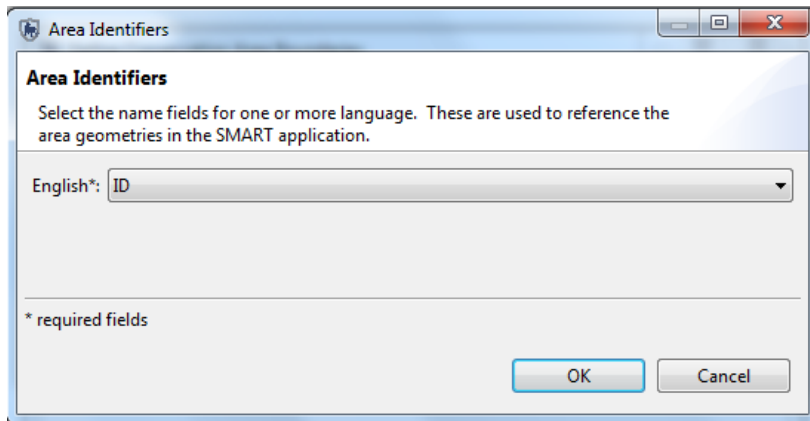 Area Identifiers
Area Identifiers
Select the name fields for one or more language.  These are used to reference the
area geometries in the SMART application.
English*: ID
* required fields
OK Cancel